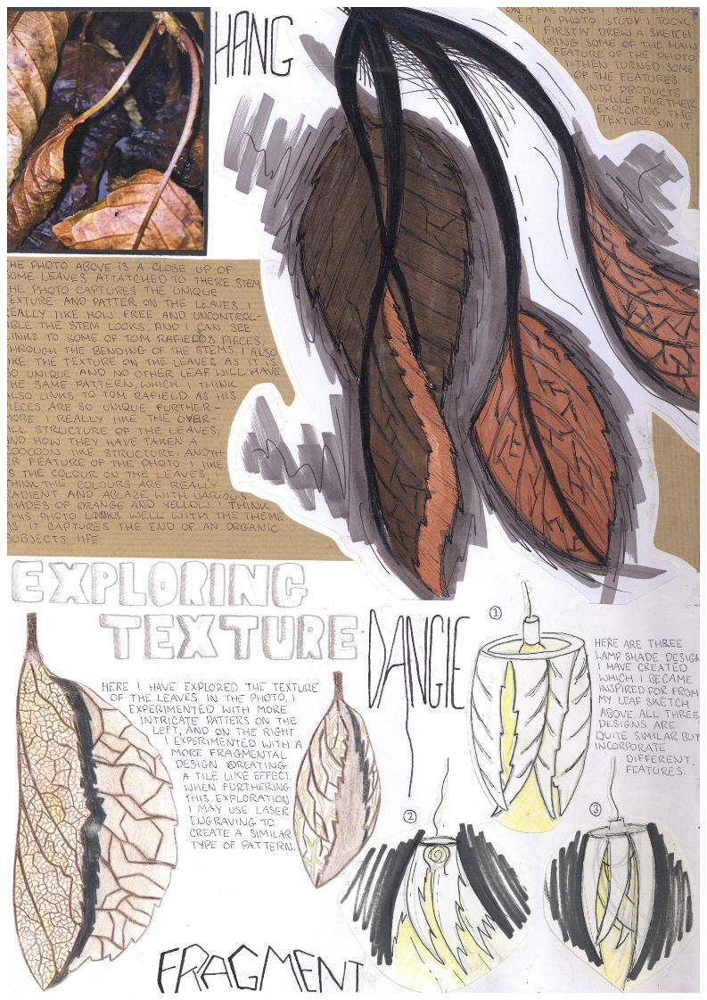 HANG
ON THIS PAGE I HAVE EXPLOR
ER A PHOTO STUDY I TOOK.
FIRSTLY DREW A SKETCH
USING SOME OF THE MAIN
FEATURE OF THE PHOTO.
I THEN TURNED SOME
OF THE FEATURES
INTO PRODUCTS
WHILE FURTHER
EXPLORING THE
TEXTURE ON IT.
THE PHOTO ABOVE IS A CLOSE UP OF
SOME LEAVES ATTATCHED TO THERE STEM
THE PHOTO CAPTURES THE UNIQUE
TEXTURE AND PATTER ON THE LEAVES. I
REALLY LIKE HOW FREE AND UNCONTROL-
ABLE THE STEM LOOKS, AND I CAN SEE
LINKS TO SOME OF TOM RAFIELDS PIECES,
THROUGH THE BENDING OF THE STEMS. I ALSO
LIKE THE TEXTURE ON THE LEAVES AS IT IS
SO UNIQUE AND NO OTHER LEAF WILL HAVE
THE SAME PATTERN, WHICH I THINK
ALSO LINKS TO TOM RAFIELD AS HIS
PIECES ARE SO UNIQUE FURTHER-
MORE I REALLY LIKE THE OVER-
ALL STRUCTURE OF THE LEAVES,
AND HOW THEY HAVE TAKEN A
COCOON LIKE STRUCTURE. ANOTH-
ER FEATURE OF THE PHOTO I LIKE
IS THE COLOUR ON THE LEAVES,
I THINK THE COLOURS ARE REALLY
RADIENT AND ABLAZE WITH VARIOUS
SHADES OF ORANGE AND YELLOW. I THINK
THIS PHOTO LOOKS WELL WITH THE THEME
AS IT CAPTURES THE END OF AN ORGANIC
SOBJECTS LIFE.
EXPLORING
TEXTURE
HERE I HAVE EXPLORED THE TEXTURE
OF THE LEAVES IN THE PHOTO. I
EXPERIMENTED WITH MORE
INTRICATE PATTERS ON THE
LEFT, AND ON THE RIGHT
I EXPERIMENTED WITH A
MORE FRAGMENTAL
DESIGN CREATING
A TILE LIKE EFFECT.
WHEN FURTHERING
THIS EXPLORATION
I MAY USE LASER
ENGRAVING TO
CREATE A SIMILAR
TYPE OF PATTERN.
DANGLE
1
HERE ARE THREE
LAMP SHADE DESIGN
I HAVE CREATED
WHICH I BECAME
INSPIRED FOR FROM
MY LEAF SKETCH
ABOVE. ALL THREE
DESIGNS ARE
QUITE SIMILAR BUT
INCORPORATE
DIFFERENT
FEATURES.
2
3
FRAGMENT